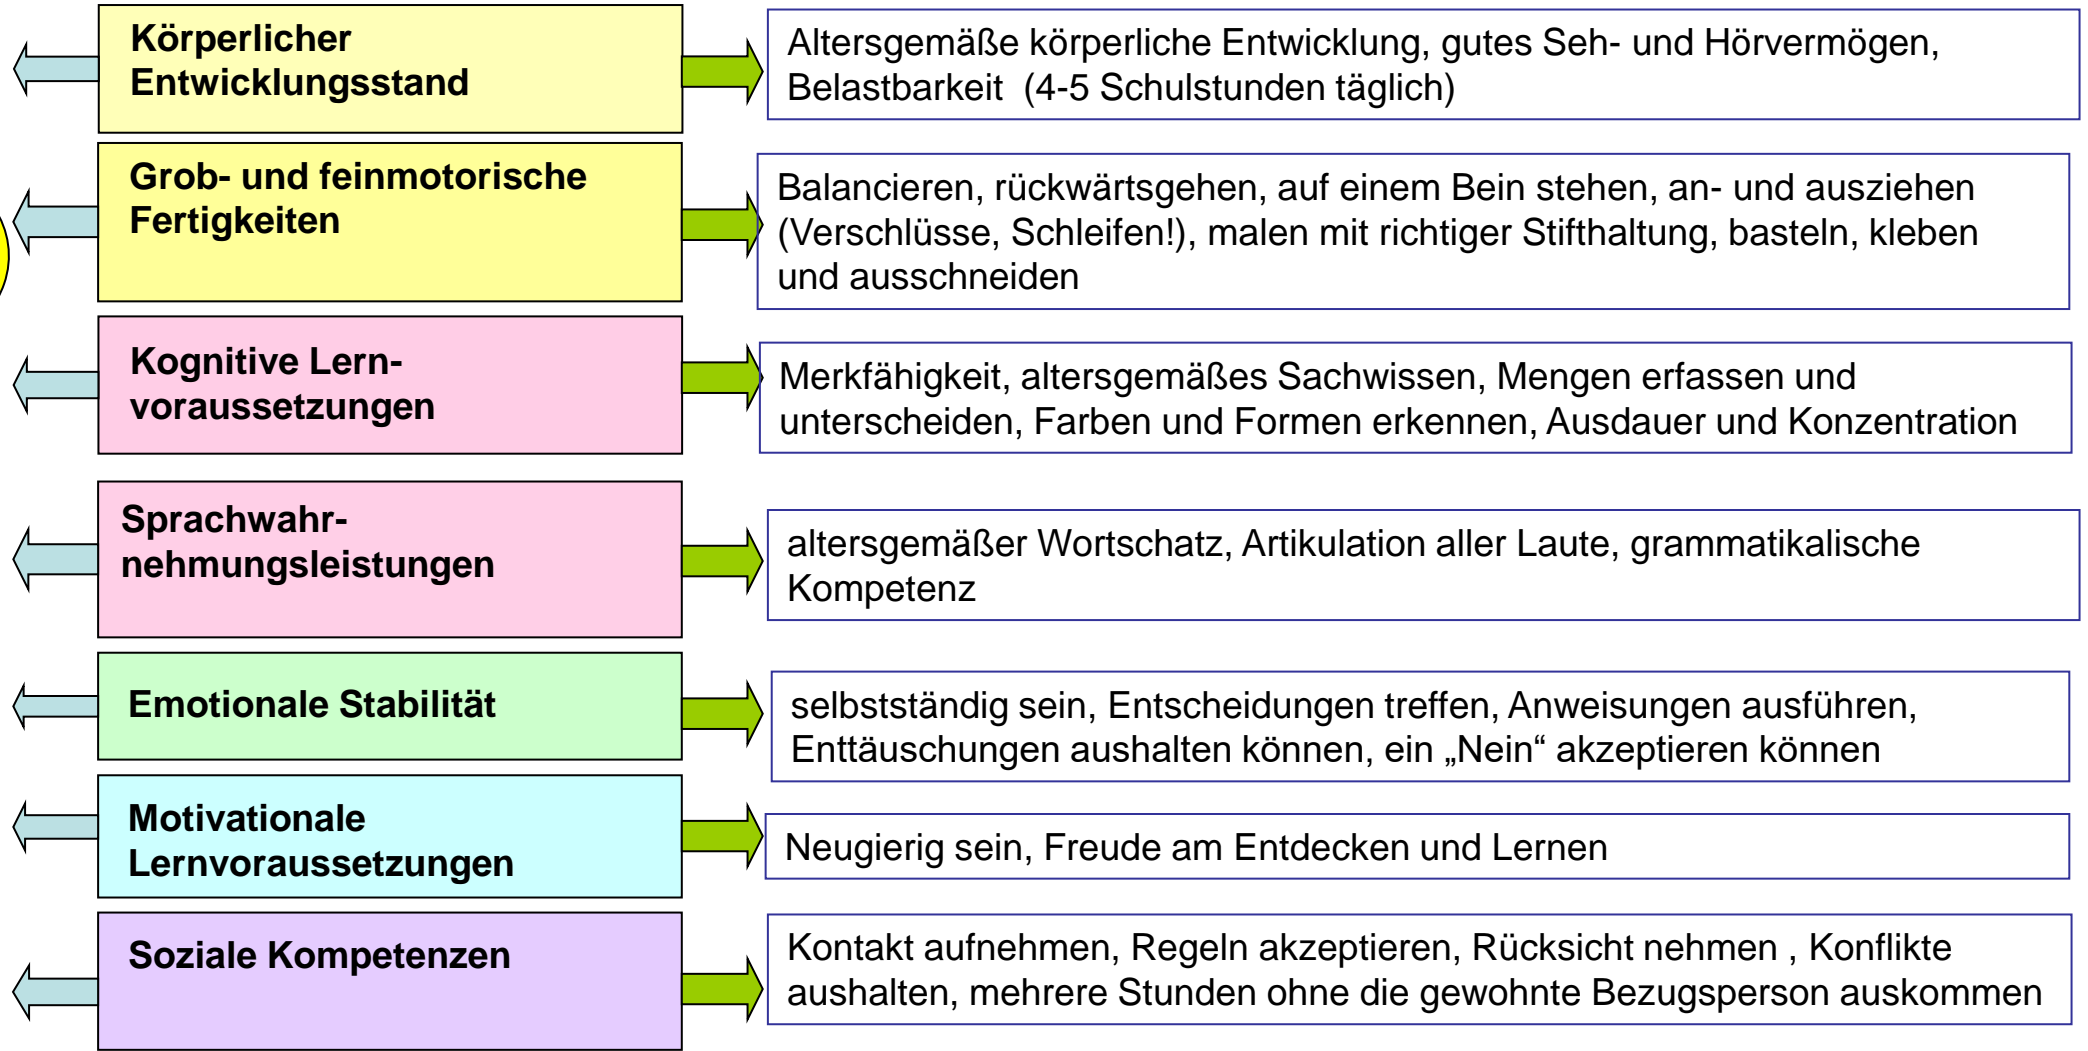 Körperlicher
Entwicklungsstand
Altersgemäße körperliche Entwicklung, gutes Seh- und Hörvermögen,
Belastbarkeit (4-5 Schulstunden täglich)
Grob- und feinmotorische
Fertigkeiten
Balancieren, rückwärtsgehen, auf einem Bein stehen, an- und ausziehen
(Verschlüsse, Schleifen!), malen mit richtiger Stifthaltung, basteln, kleben
und ausschneiden
Kognitive Lern-
voraussetzungen
Merkfähigkeit, altersgemäßes Sachwissen, Mengen erfassen und
unterscheiden, Farben und Formen erkennen, Ausdauer und Konzentration
Sprachwahr-
nehmungsleistungen
altersgemäßer Wortschatz, Artikulation aller Laute, grammatikalische
Kompetenz
Emotionale Stabilität
selbstständig sein, Entscheidungen treffen, Anweisungen ausführen,
Enttäuschungen aushalten können, ein „Nein“ akzeptieren können
Motivationale
Lernvoraussetzungen
Neugierig sein, Freude am Entdecken und Lernen
Soziale Kompetenzen
Kontakt aufnehmen, Regeln akzeptieren, Rücksicht nehmen , Konflikte
aushalten, mehrere Stunden ohne die gewohnte Bezugsperson auskommen